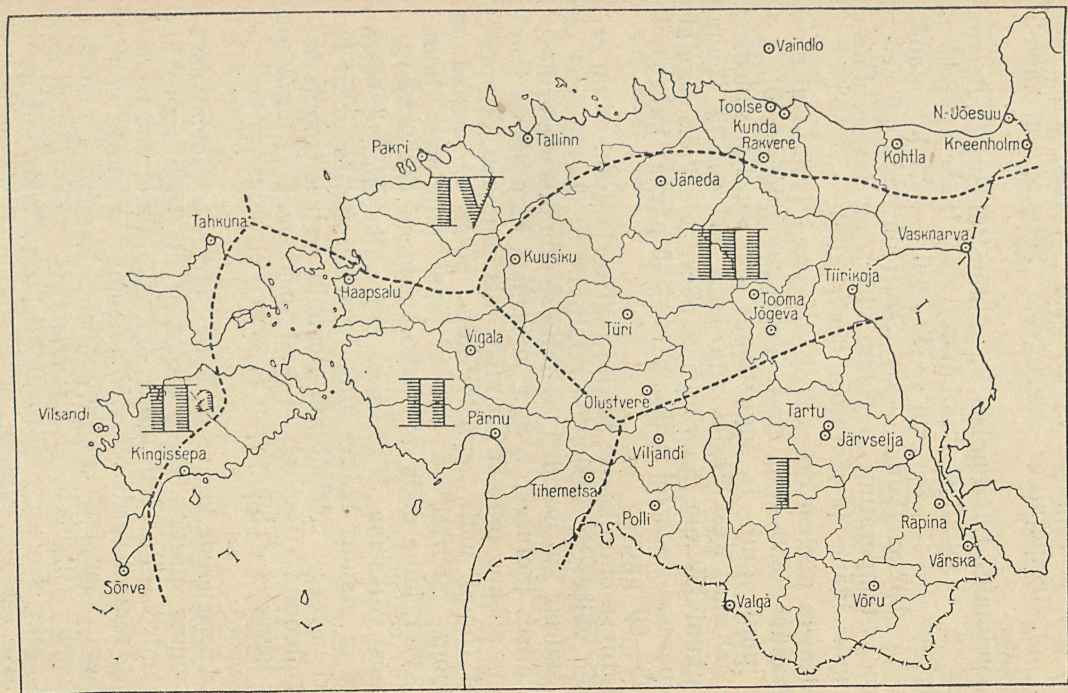 Vaindlo
Toolse
Kunda
Rakvere
N-Jõesuu
Tallinn
Kohtla
Kreenholm
Pakri
Jäneda
IV
Tahkuna
Vasknarva
III
Kuusiku
Tiirikoja
Haapsalu
Tooma
Jõgeva
Türi
Vigala
Olustvere
IIa
II
Vilsandi
Pärnu
Tartu
Järvselja
Viljandi
Kingissepa
I
Tihemetsa
Polli
Rapina
Värska
Sõrve
Valga
Võru